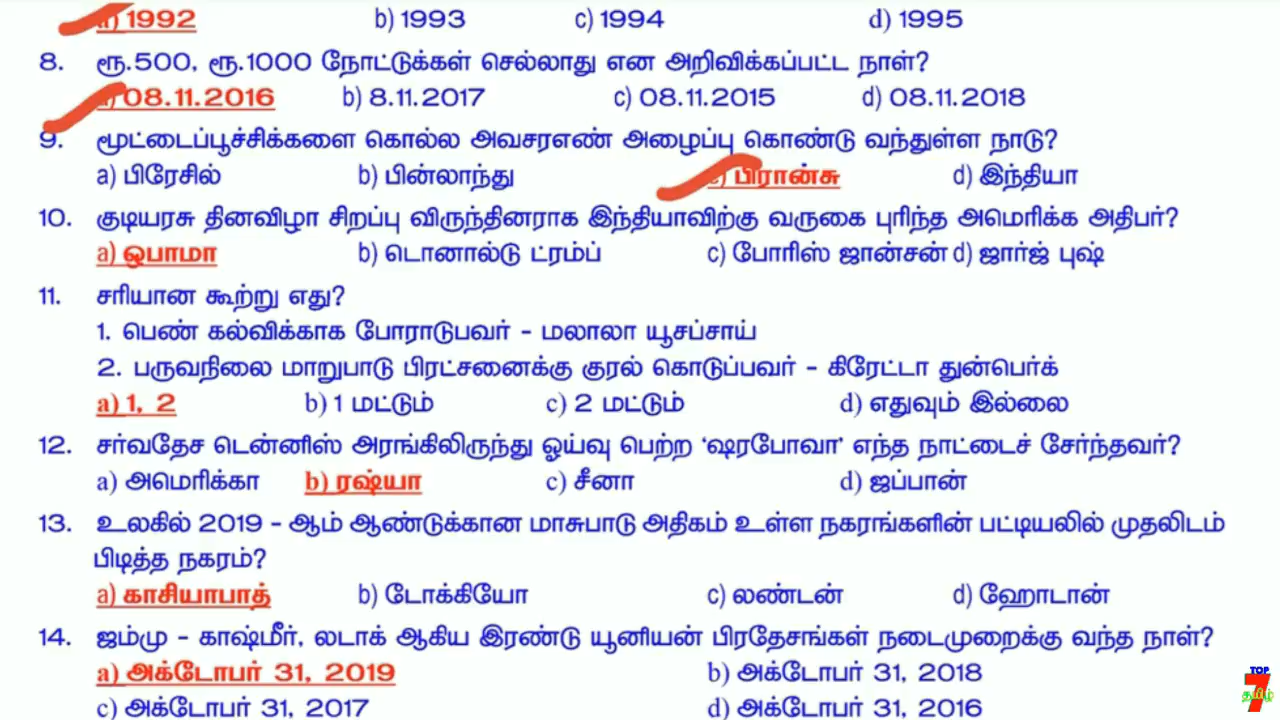 a) 1992 b) 1993 c) 1994 d) 1995
8. ரூ.500, ரூ.1000 நோட்டுக்கள் செல்லாது என அறிவிக்கப்பட்ட நாள்?
a) 08.11.2016 b) 8.11.2017 c) 08.11.2015 d) 08.11.2018
9. மூட்டைப்பூச்சிக்களை கொல்ல அவசரஎண் அழைப்பு கொண்டு வந்துள்ள நாடு?
a) பிரேசில் b) பின்லாந்து c) பிரான்சு d) இந்தியா
10. குடியரசு தினவிழா சிறப்பு விருந்தினராக இந்தியாவிற்கு வருகை புரிந்த அமெரிக்க அதிபர்?
a) ஒபாமா b) டொனால்டு ட்ரம்ப் c) போரிஸ் ஜான்சன் d) ஜார்ஜ் புஷ்
11. சரியான கூற்று எது?
1. பெண் கல்விக்காக போராடுபவர் - மலாலா யூசப்சாய்
2. பருவநிலை மாறுபாடு பிரட்சனைக்கு குரல் கொடுப்பவர் - கிரேட்டா துன்பெர்க்
a) 1, 2 b) 1 மட்டும் c) 2 மட்டும் d) எதுவும் இல்லை
12. சர்வதேச டென்னிஸ் அரங்கிலிருந்து ஓய்வு பெற்ற ‘ஷரபோவா’ எந்த நாட்டைச் சேர்ந்தவர்?
a) அமெரிக்கா b) ரஷ்யா c) சீனா d) ஜப்பான்
13. உலகில் 2019 - ஆம் ஆண்டுக்கான மாசுபாடு அதிகம் உள்ள நகரங்களின் பட்டியலில் முதலிடம்
பிடித்த நகரம்?
a) காசியாபாத் b) டோக்கியோ c) லண்டன் d) ஹோடான்
14. ஜம்மு - காஷ்மீர், லடாக் ஆகிய இரண்டு யூனியன் பிரதேசங்கள் நடைமுறைக்கு வந்த நாள்?
a) அக்டோபர் 31, 2019 b) அக்டோபர் 31, 2018
c) அக்டோபர் 31, 2017 d) அக்டோபர் 31, 2016
TOP
7
தமிழ்